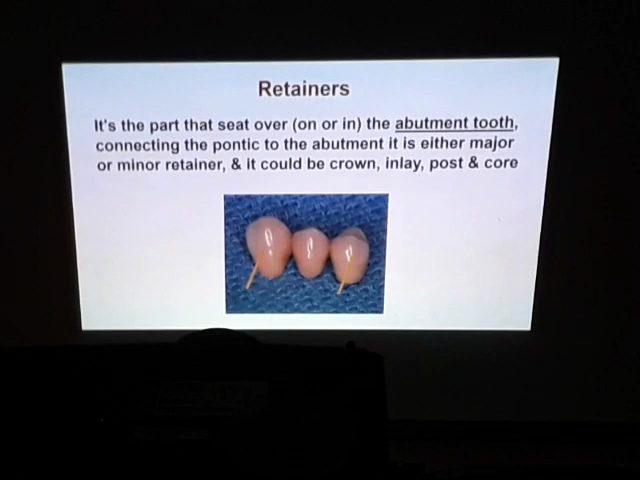 Retainers
It's the part that seat over (on or in) the abutment tooth,
connecting the pontic to the abutment it is either major
or minor retainer, & it could be crown, inlay, post & core